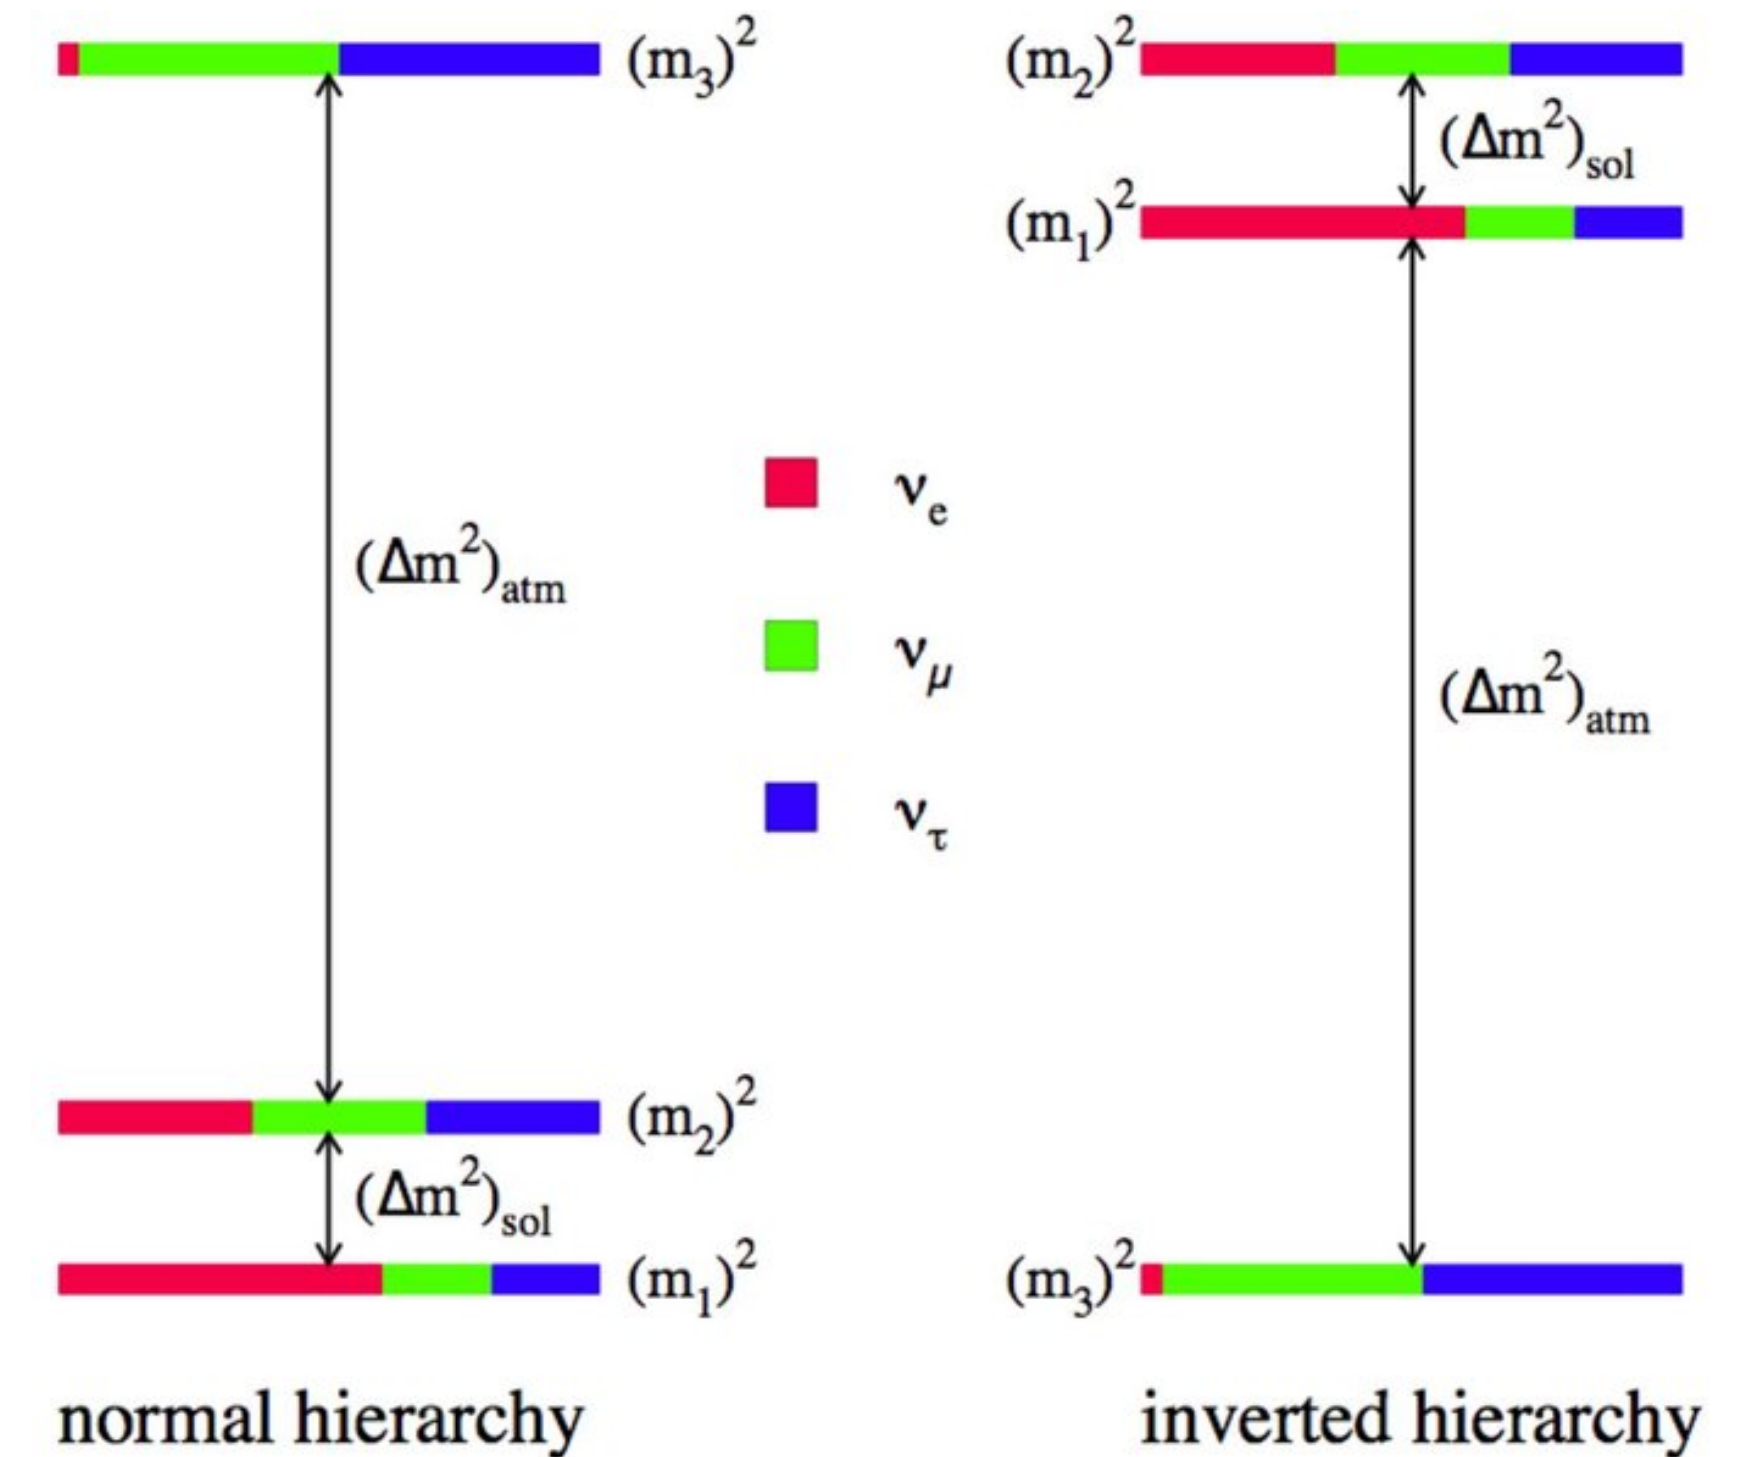 (m₃)²
(Δm²)atm
(m₂)²
(Δm²)sol
(m₁)²
normal hierarchy
νe
νμ
ντ
(m₂)²
(Δm²)sol
(m₁)²
(Δm²)atm
(m₃)²
inverted hierarchy